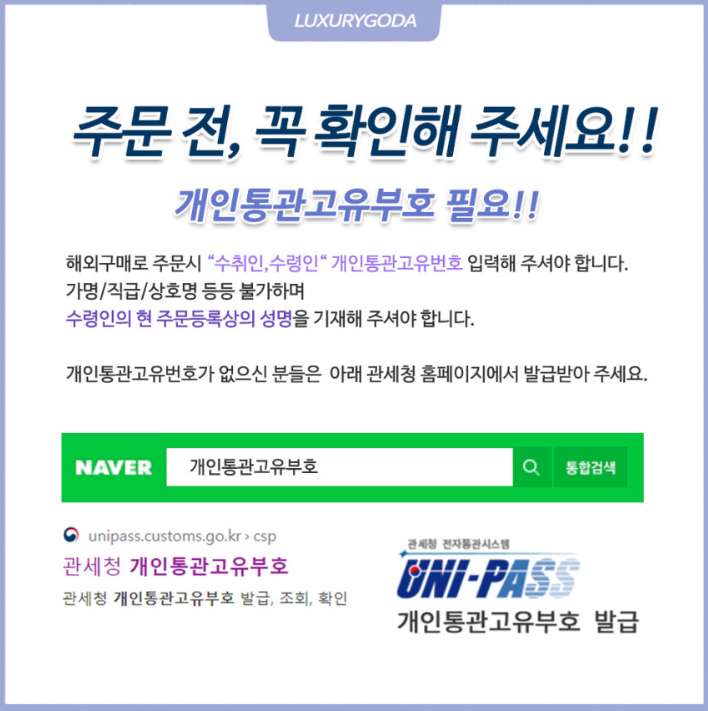 LUXURYGODA
주문 전, 꼭 확인해 주세요!!
개인통관고유부호 필요!!
해외구매로 주문시 “수취인,수령인“ 개인통관고유번호 입력해 주셔야 합니다.
가명/직급/상호명 등등 불가하며
수령인의 현 주문등록상의 성명을 기재해 주셔야 합니다.
개인통관고유번호가 없으신 분들은 아래 관세청 홈페이지에서 발급받아 주세요.
NAVER 개인통관고유부호 통합검색
unipass.customs.go.kr › csp
관세청 개인통관고유부호
관세청 개인통관고유부호 발급, 조회, 확인
관세청 전자통관시스템
UNI-PASS
개인통관고유부호 발급